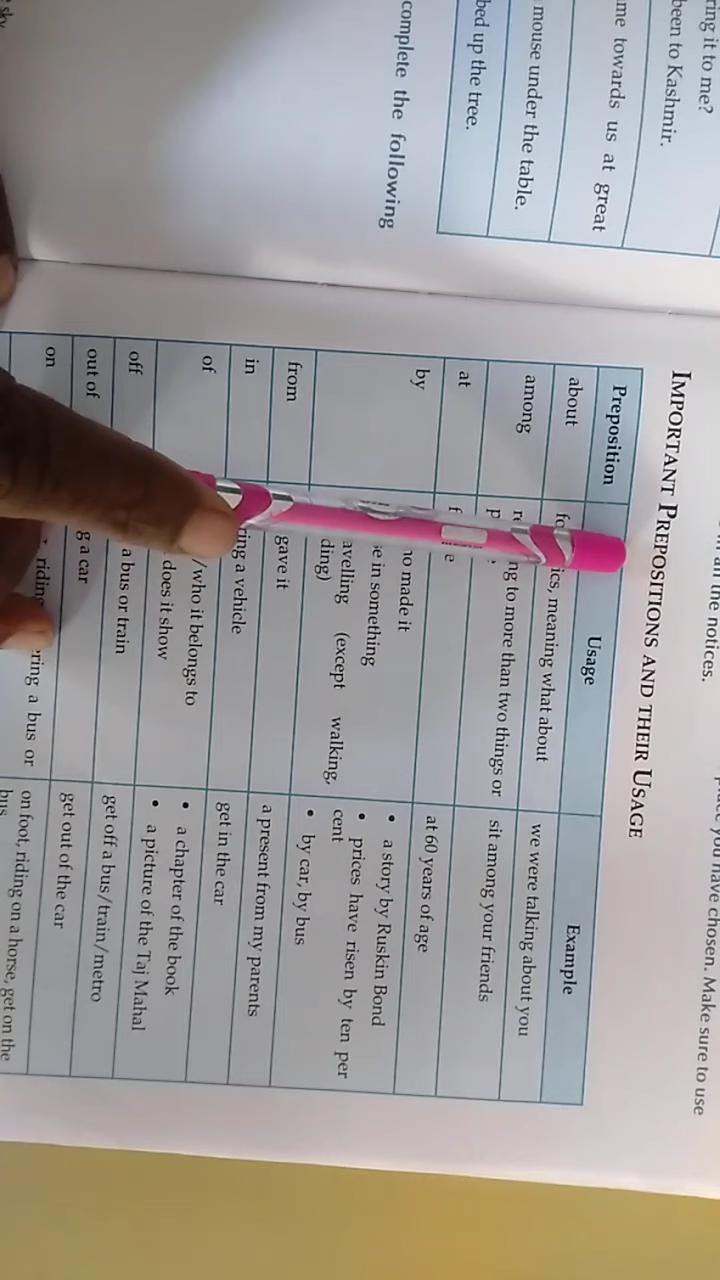 ring it to me?
been to Kashmir.
me towards us at great
mouse under the table.
bed up the tree.
complete the following
sky
all the notices.
you have chosen. Make sure to use
IMPORTANT PREPOSITIONS AND THEIR USAGE
Preposition Usage Example
about ics, meaning what about we were talking about you
among ng to more than two things or sit among your friends
at at 60 years of age
by who made it • a story by Ruskin Bond
in something • prices have risen by ten per
avelling (except walking, cent
ding) • by car, by bus
from gave it a present from my parents
in ring a vehicle get in the car
of /who it belongs to • a chapter of the book
does it show • a picture of the Taj Mahal
off a bus or train get off a bus/train/metro
out of g a car get out of the car
on riding ring a bus or on foot, riding on a horse, get on the
bus